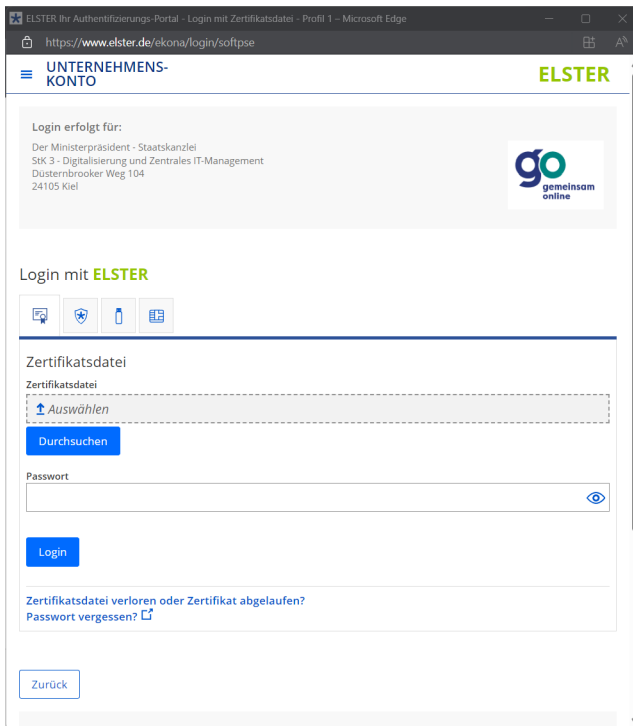 ELSTER Ihr Authentifizierungs-Portal - Login mit Zertifikatsdatei - Profil 1 – Microsoft Edge
https://www.elster.de/ekona/login/softpse
UNTERNEHMENS-
KONTO
ELSTER
Login erfolgt für:
Der Ministerpräsident - Staatskanzlei
StK 3 - Digitalisierung und Zentrales IT-Management
Düsternbrooker Weg 104
24105 Kiel
go
gemeinsam
online
Login mit ELSTER
Zertifikatsdatei
Zertifikatsdatei
Auswählen
Durchsuchen
Passwort
Login
Zertifikatsdatei verloren oder Zertifikat abgelaufen?
Passwort vergessen?
Zurück